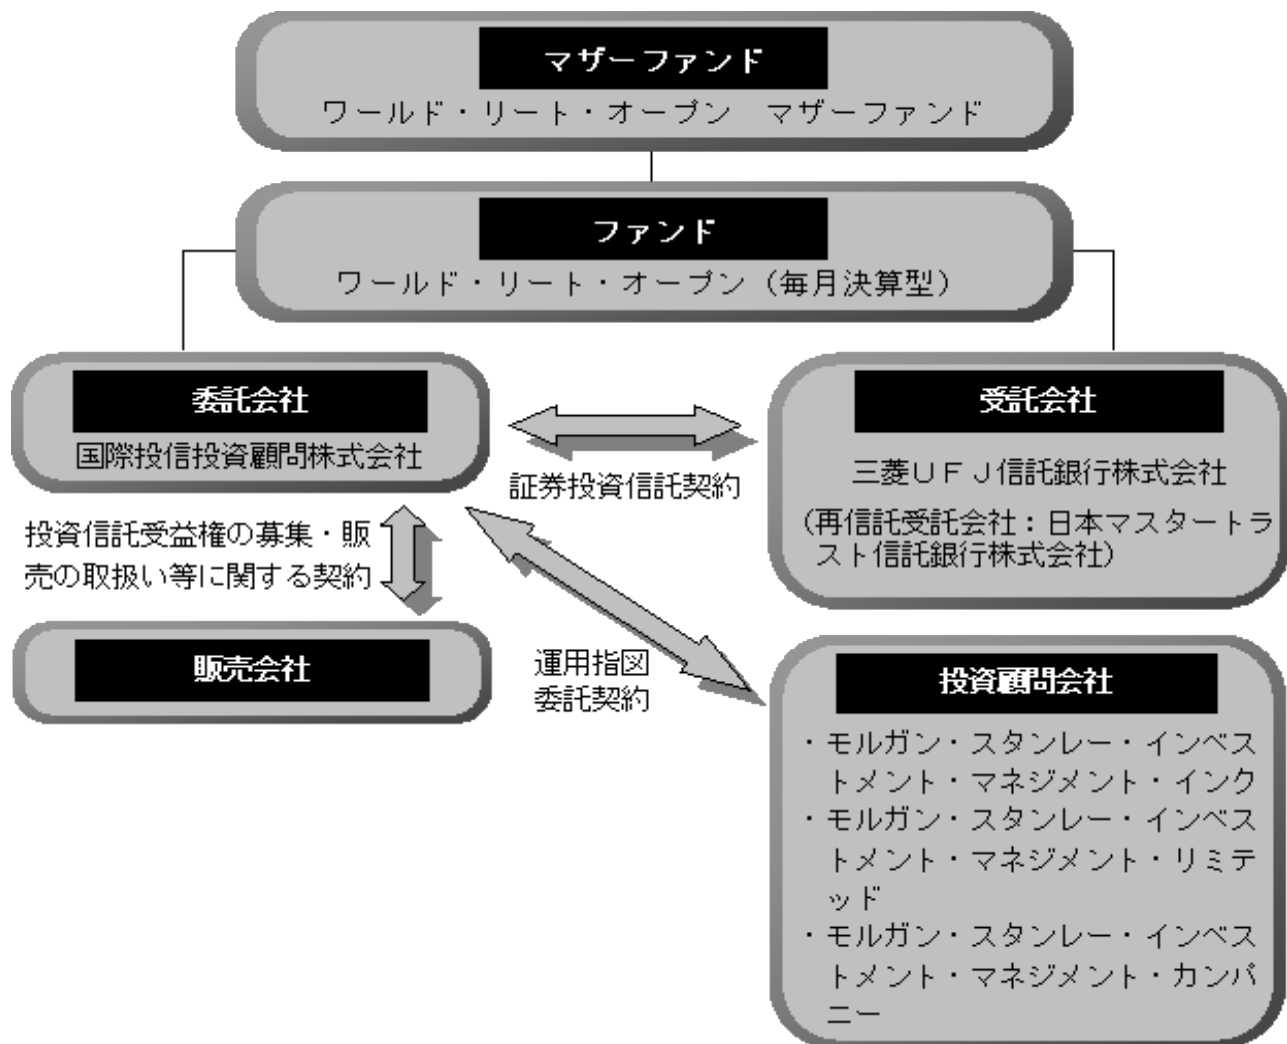 マザーファンド
ワールド・リート・オープン　マザーファンド
ファンド
ワールド・リート・オープン（毎月決算型）
委託会社
国際投信投資顧問株式会社
証券投資信託契約
受託会社
三菱ＵＦＪ信託銀行株式会社
（再信託受託会社：日本マスタートラ
スト信託銀行株式会社）
投資信託受益権の募集・販
売の取扱い等に関する契約
販売会社
運用指図
委託契約
投資顧問会社
・モルガン・スタンレー・インベス
トメント・マネジメント・インク
・モルガン・スタンレー・インベス
トメント・マネジメント・リミテ
ッド
・モルガン・スタンレー・インベス
トメント・マネジメント・カンパ
ニー